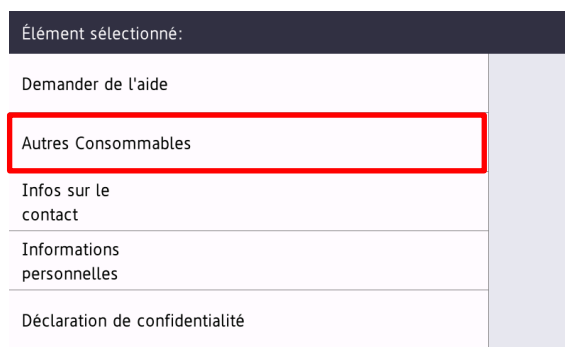 Élément sélectionné:
Demander de l'aide
Autres Consommables
Infos sur le
contact
Informations
personnelles
Déclaration de confidentialité